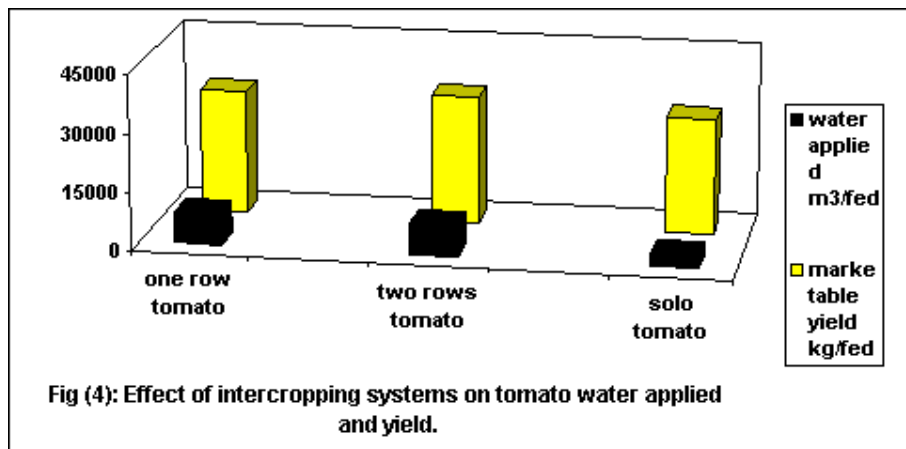 45000
30000
15000
0
one row
tomato
two rows
tomato
solo
tomato
water
applie
d
m3/fed
marke
table
yield
kg/fed
Fig (4): Effect of intercropping systems on tomato water applied
and yield.